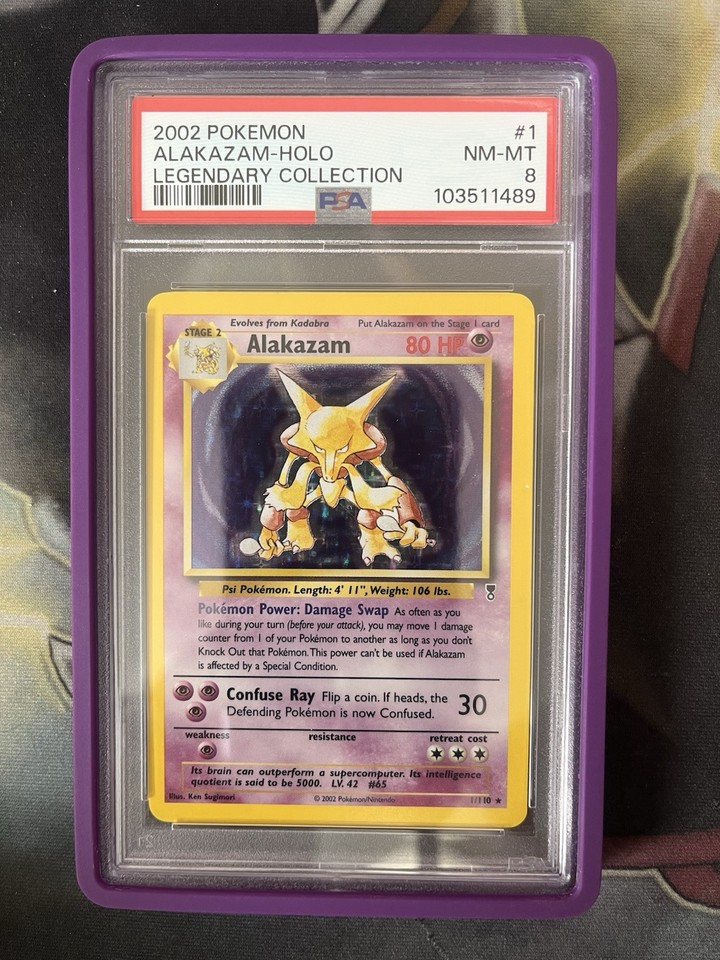 2002 POKEMON #1
ALAKAZAM-HOLO NM-MT
LEGENDARY COLLECTION 8
PSA 103511489
Evolves from Kadabra Put Alakazam on the Stage 1 card
STAGE 2
Alakazam 80 HP
Psi Pokémon. Length: 4' 11", Weight: 106 lbs.
Pokémon Power: Damage Swap As often as you
like during your turn (before your attack), you may move 1 damage
counter from 1 of your Pokémon to another as long as you don't
Knock Out that Pokémon. This power can't be used if Alakazam
is affected by a Special Condition.
Confuse Ray Flip a coin. If heads, the
Defending Pokémon is now Confused. 30
weakness resistance retreat cost
Its brain can outperform a supercomputer. Its intelligence
quotient is said to be 5000. LV. 42 #65
Illus. Ken Sugimori © 2002 Pokémon/Nintendo 1/110 ★